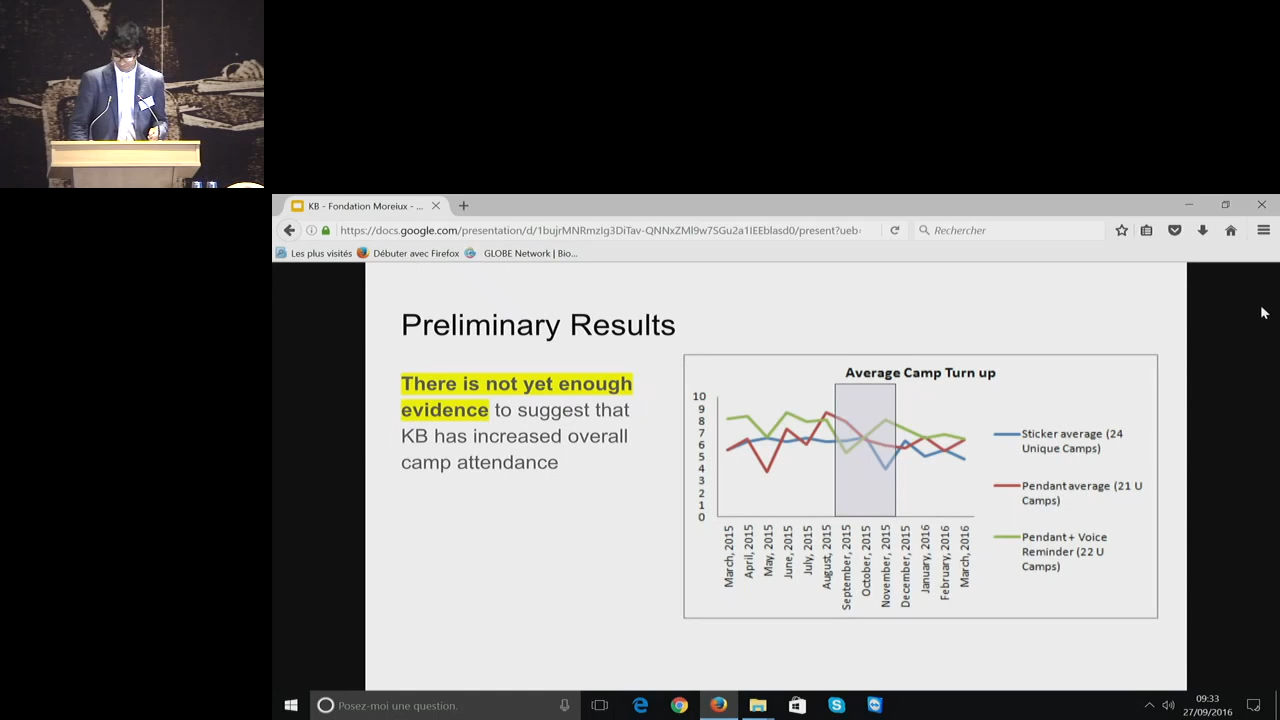 KB - Fondation Moreiux - ...
https://docs.google.com/presentation/d/1bujrMNRmzIg3DiTav-QNNxZMl9w7SGu2a1lEEblasd0/present?ueb=
Rechercher
Les plus visités
Débuter avec Firefox
GLOBE Network | Bio...
Preliminary Results
There is not yet enough
evidence to suggest that
KB has increased overall
camp attendance
Average Camp Turn up
10
9
8
7
6
5
4
3
2
1
0
March, 2015
April, 2015
May, 2015
June, 2015
July, 2015
August, 2015
September, 2015
October, 2015
November, 2015
December, 2015
January, 2016
February, 2016
March, 2016
Sticker average (24
Unique Camps)
Pendant average (21 U
Camps)
Pendant + Voice
Reminder (22 U
Camps)
Posez-moi une question.
09:33
27/09/2016